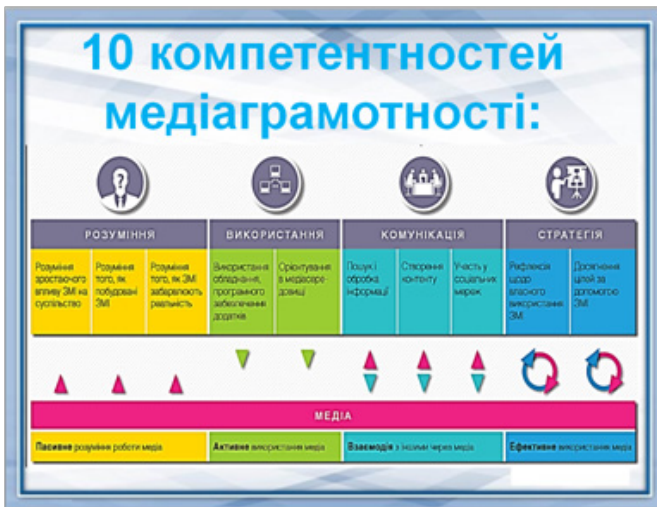 10 компетентностей
медіаграмотності:
РОЗУМІННЯ
ВИКОРИСТАННЯ
КОМУНІКАЦІЯ
СТРАТЕГІЯ
Розуміння
зростаючого
впливу ЗМІ на
суспільство
Розуміння
того, як
побудовані
ЗМІ
Розуміння
того, як ЗМІ
забарвлюють
реальність
Використання
обладнання,
програмного
забезпечення
додатків
Орієнтування
в медіасере-
довищі
Пошук і
обробка
інформації
Створення
контенту
Участь у
соціальних
мереж
Рефлексія
щодо
власного
використання
ЗМІ
Досягнення
цілей за
допомогою
ЗМІ
МЕДІА
Пасивне розуміння роботи медіа
Активне використання медіа
Взаємодія з іншими через медіа
Ефективне використання медіа